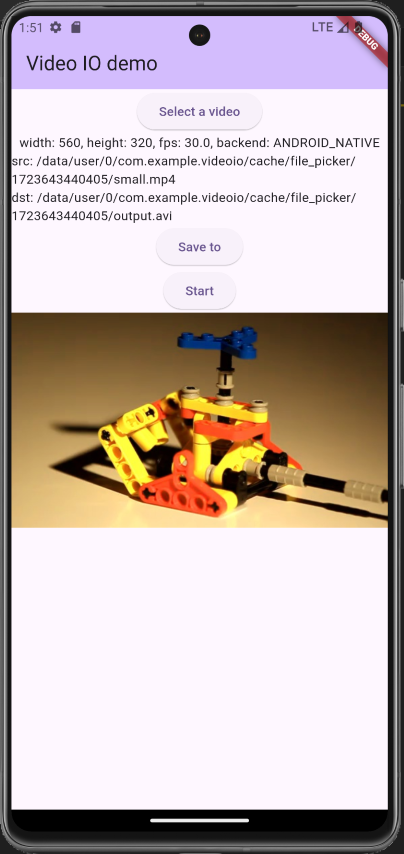 1:51
LTE
DEBUG
Video IO demo
Select a video
width: 560, height: 320, fps: 30.0, backend: ANDROID_NATIVE
src: /data/user/0/com.example.videoio/cache/file_picker/
1723643440405/small.mp4
dst: /data/user/0/com.example.videoio/cache/file_picker/
1723643440405/output.avi
Save to
Start